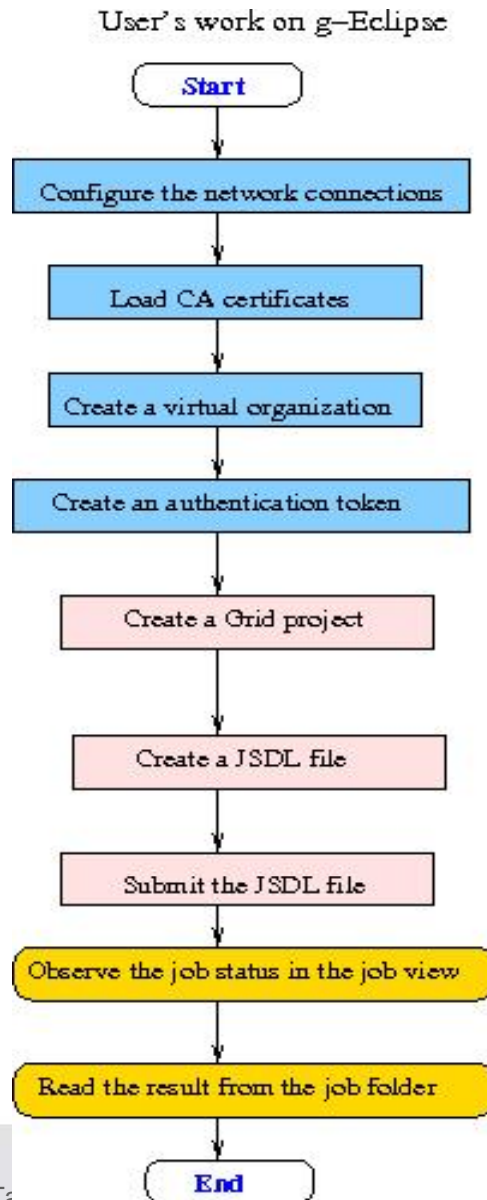 User's work on g-Eclipse
Start
Configure the network connections
Load CA certificates
Create a virtual organization
Create an authentication token
Create a Grid project
Create a JSDL file
Submit the JSDL file
Observe the job status in the job view
Read the result from the job folder
End